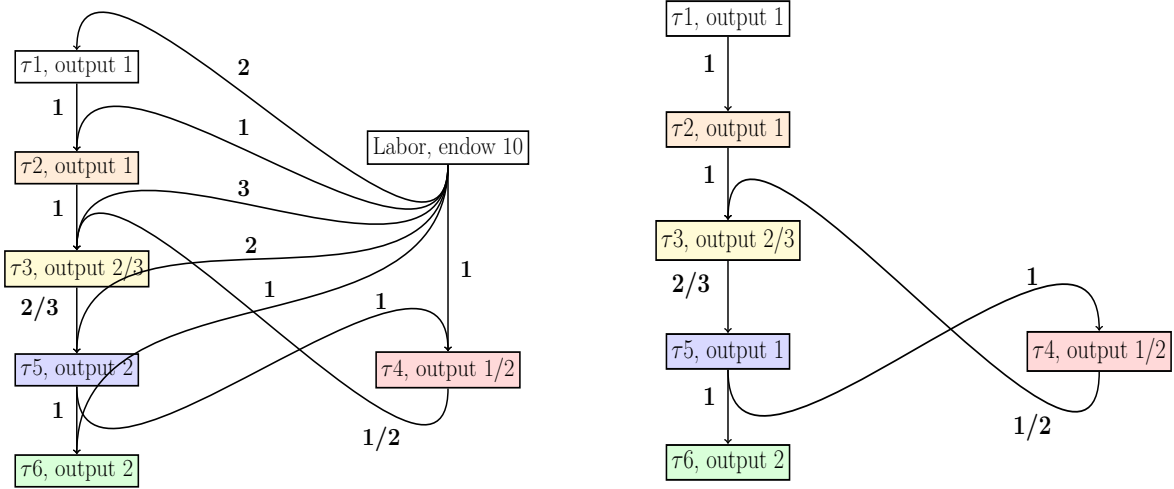 τ1, output 1
2
1
1
Labor, endow 10
τ2, output 1
1
3
2
τ3, output 2/3
1
2/3
1
1
τ5, output 2
τ4, output 1/2
1
1/2
τ6, output 2
τ1, output 1
1
τ2, output 1
1
τ3, output 2/3
2/3
1
τ5, output 1
τ4, output 1/2
1
1/2
τ6, output 2